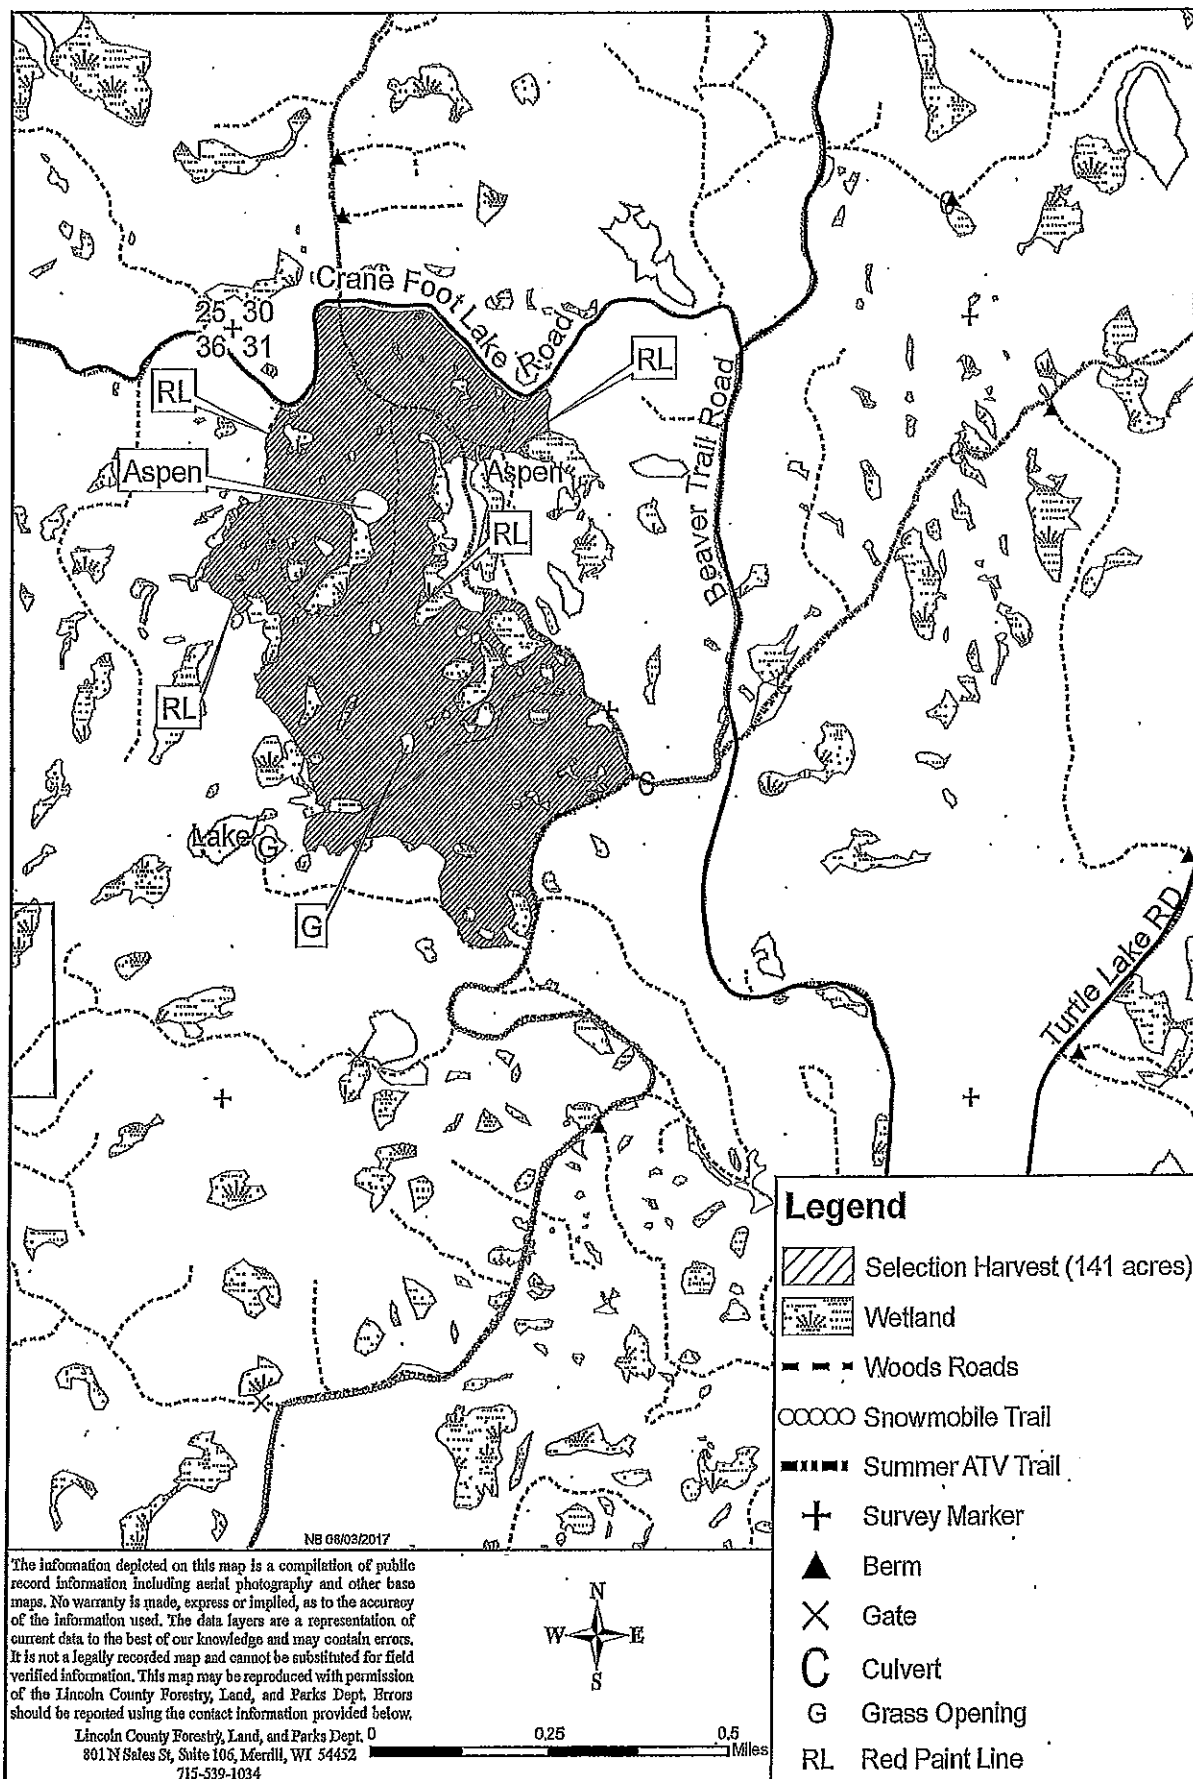 25 30
36 31
Crane Foot Lake Road
RL
RL
Aspen
Aspen
RL
Beaver Trail Road
RL
Lake
G
G
C
Turtle Lake RD
Legend
Selection Harvest (141 acres)
Wetland
Woods Roads
Snowmobile Trail
Summer ATV Trail
Survey Marker
Berm
Gate
C Culvert
G Grass Opening
RL Red Paint Line
NB 08/03/2017
The information depicted on this map is a compilation of public
record information including aerial photography and other base
maps. No warranty is made, express or implied, as to the accuracy
of the information used. The data layers are a representation of
current data to the best of our knowledge and may contain errors.
It is not a legally recorded map and cannot be substituted for field
verified information. This map may be reproduced with permission
of the Lincoln County Forestry, Land, and Parks Dept. Errors
should be reported using the contact information provided below.
Lincoln County Forestry, Land, and Parks Dept.
801 N Sales St, Suite 106, Merrill, WI 54452
715-539-1034
N
W E
S
0 0.25 0.5
Miles